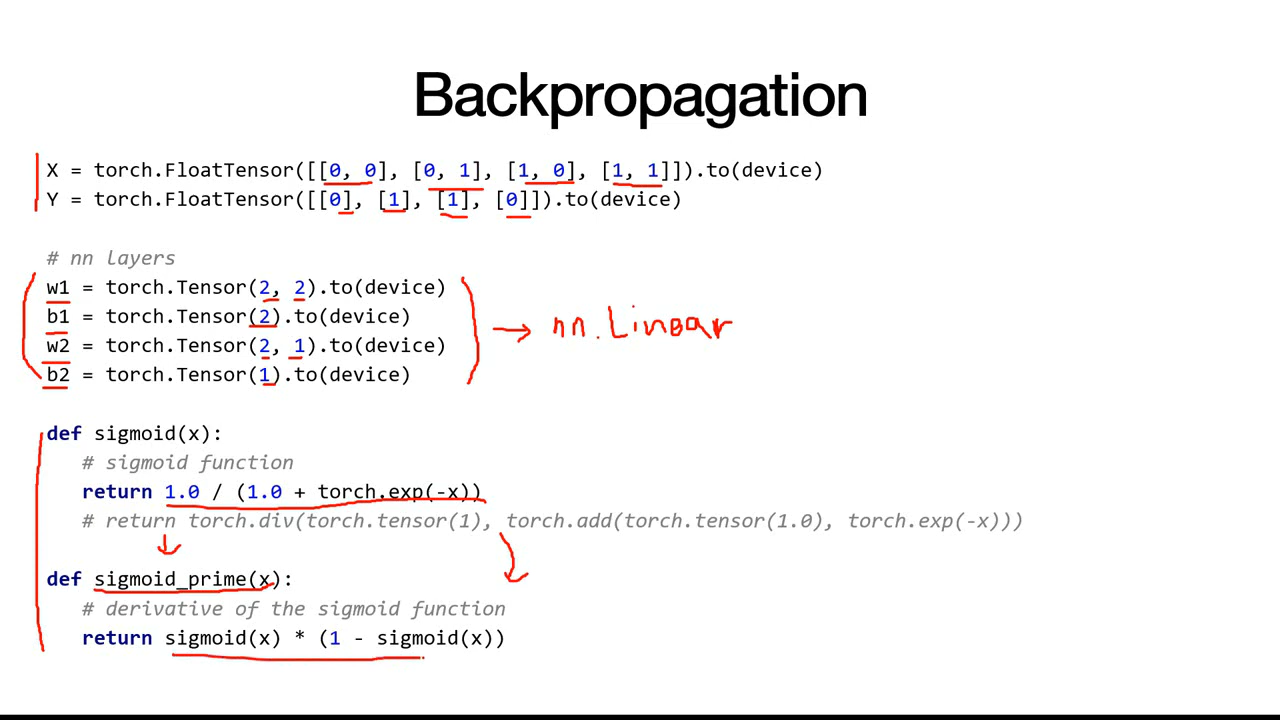 Backpropagation
X = torch.FloatTensor([[0, 0], [0, 1], [1, 0], [1, 1]]).to(device)
Y = torch.FloatTensor([[0], [1], [1], [0]]).to(device)
# nn layers
w1 = torch.Tensor(2, 2).to(device)
b1 = torch.Tensor(2).to(device)
w2 = torch.Tensor(2, 1).to(device)
b2 = torch.Tensor(1).to(device)
→ nn.Linear
def sigmoid(x):
# sigmoid function
return 1.0 / (1.0 + torch.exp(-x))
# return torch.div(torch.tensor(1), torch.add(torch.tensor(1.0), torch.exp(-x)))
def sigmoid_prime(x):
# derivative of the sigmoid function
return sigmoid(x) * (1 - sigmoid(x))